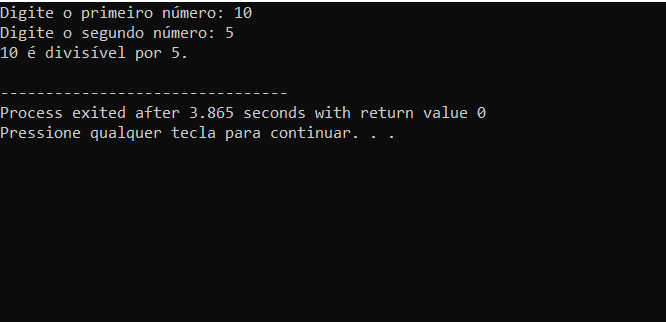 Digite o primeiro número: 10
Digite o segundo número: 5
10 é divisível por 5.
--------------------------------
Process exited after 3.865 seconds with return value 0
Pressione qualquer tecla para continuar. . .